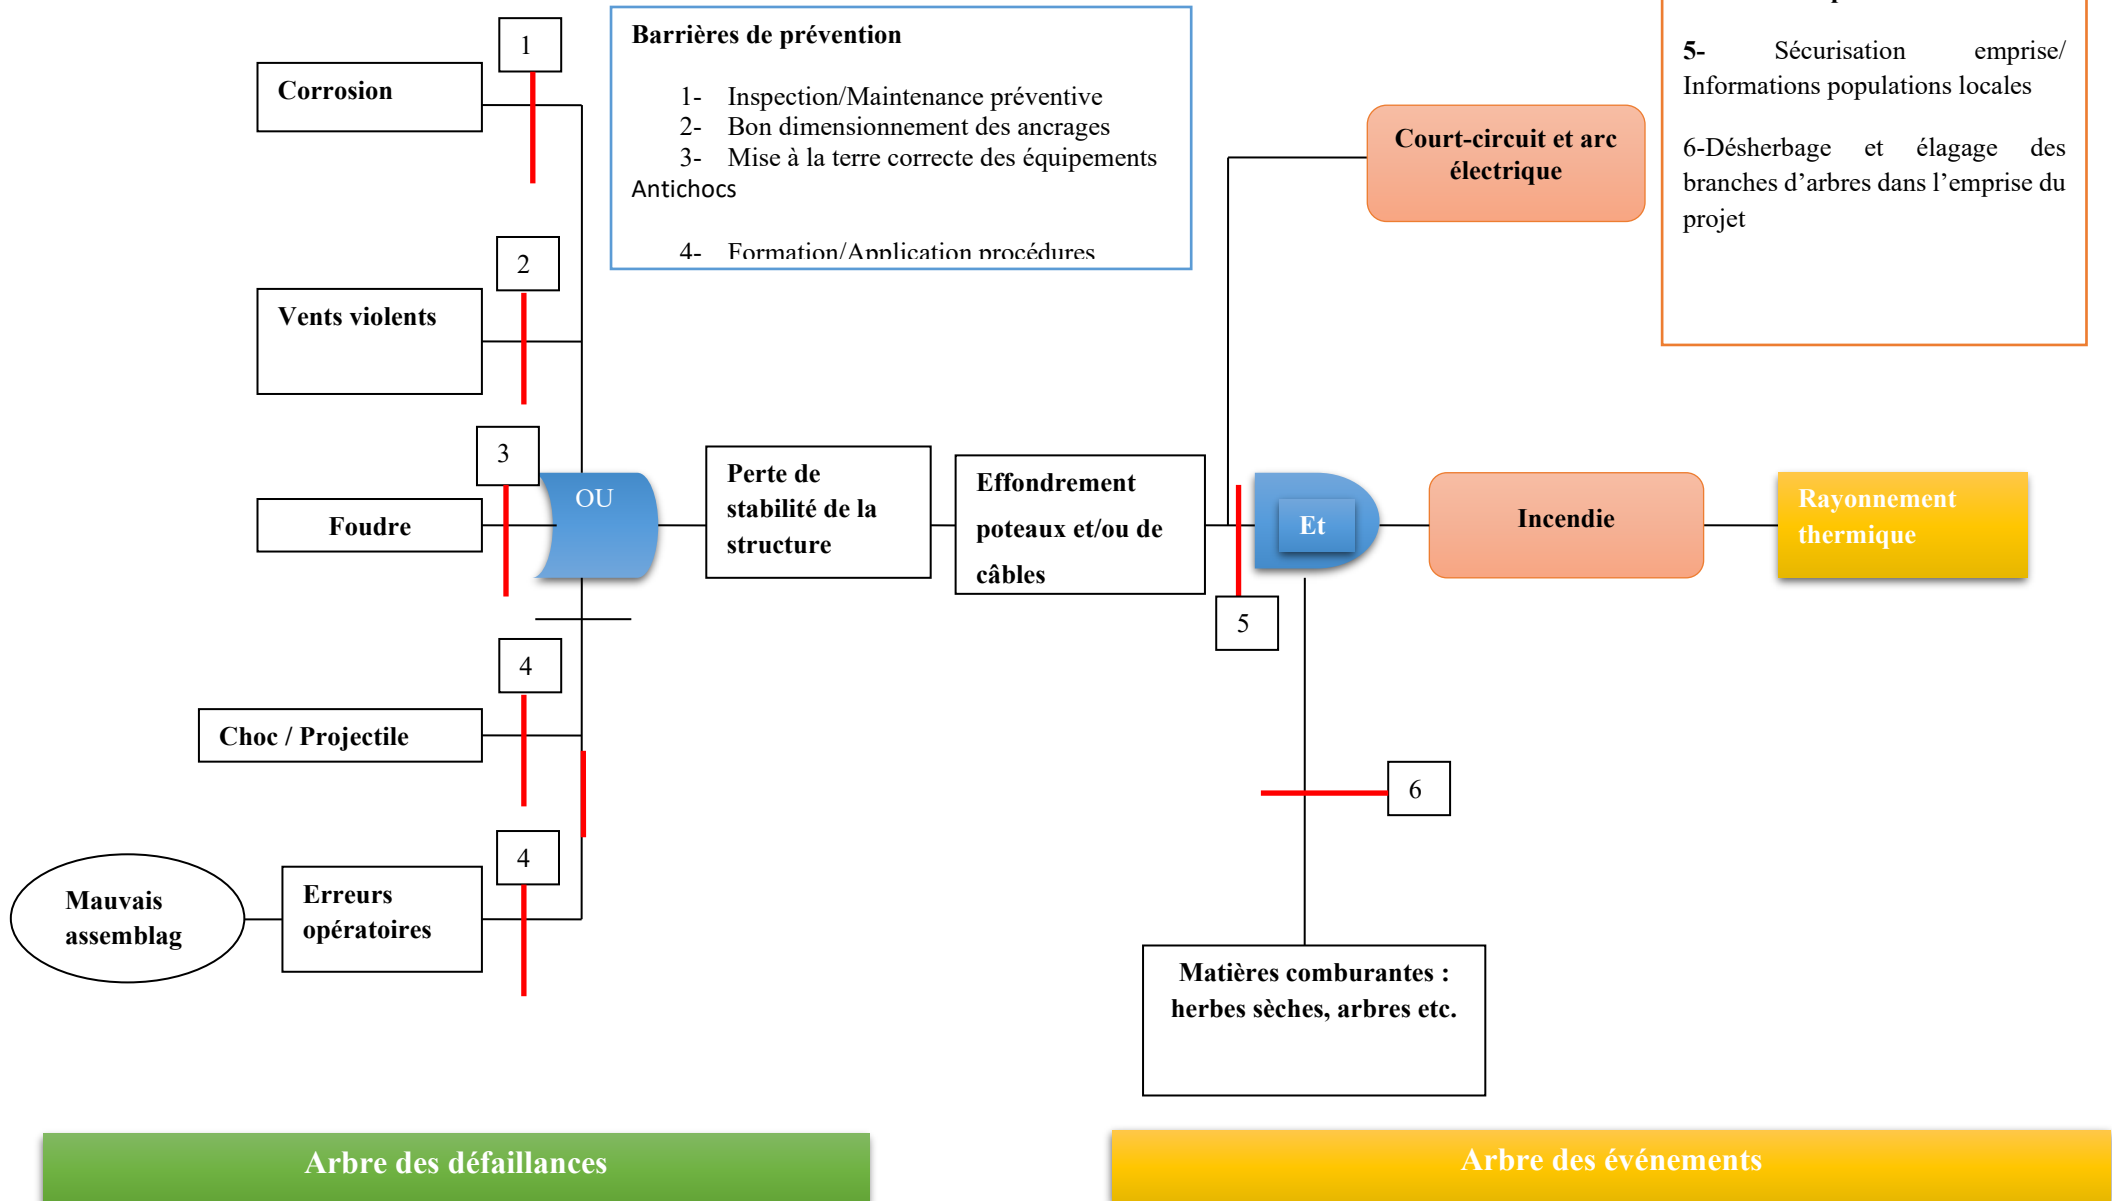 1
Corrosion
2
Vents violents
3
Foudre
OU
4
Choc / Projectile
4
Mauvais
assemblag
Erreurs
opératoires
Barrières de prévention
1- Inspection/Maintenance préventive
2- Bon dimensionnement des ancrages
3- Mise à la terre correcte des équipements
Antichocs
4- Formation/Application procédures
Perte de
stabilité de la
structure
Effondrement
poteaux et/ou de
câbles
5
Et
Court-circuit et arc
électrique
Incendie
Rayonnement
thermique
6
Matières comburantes :
herbes sèches, arbres etc.
5- Sécurisation emprise/
Informations populations locales
6-Désherbage et élagage des
branches d’arbres dans l’emprise du
projet
Arbre des défaillances
Arbre des événements